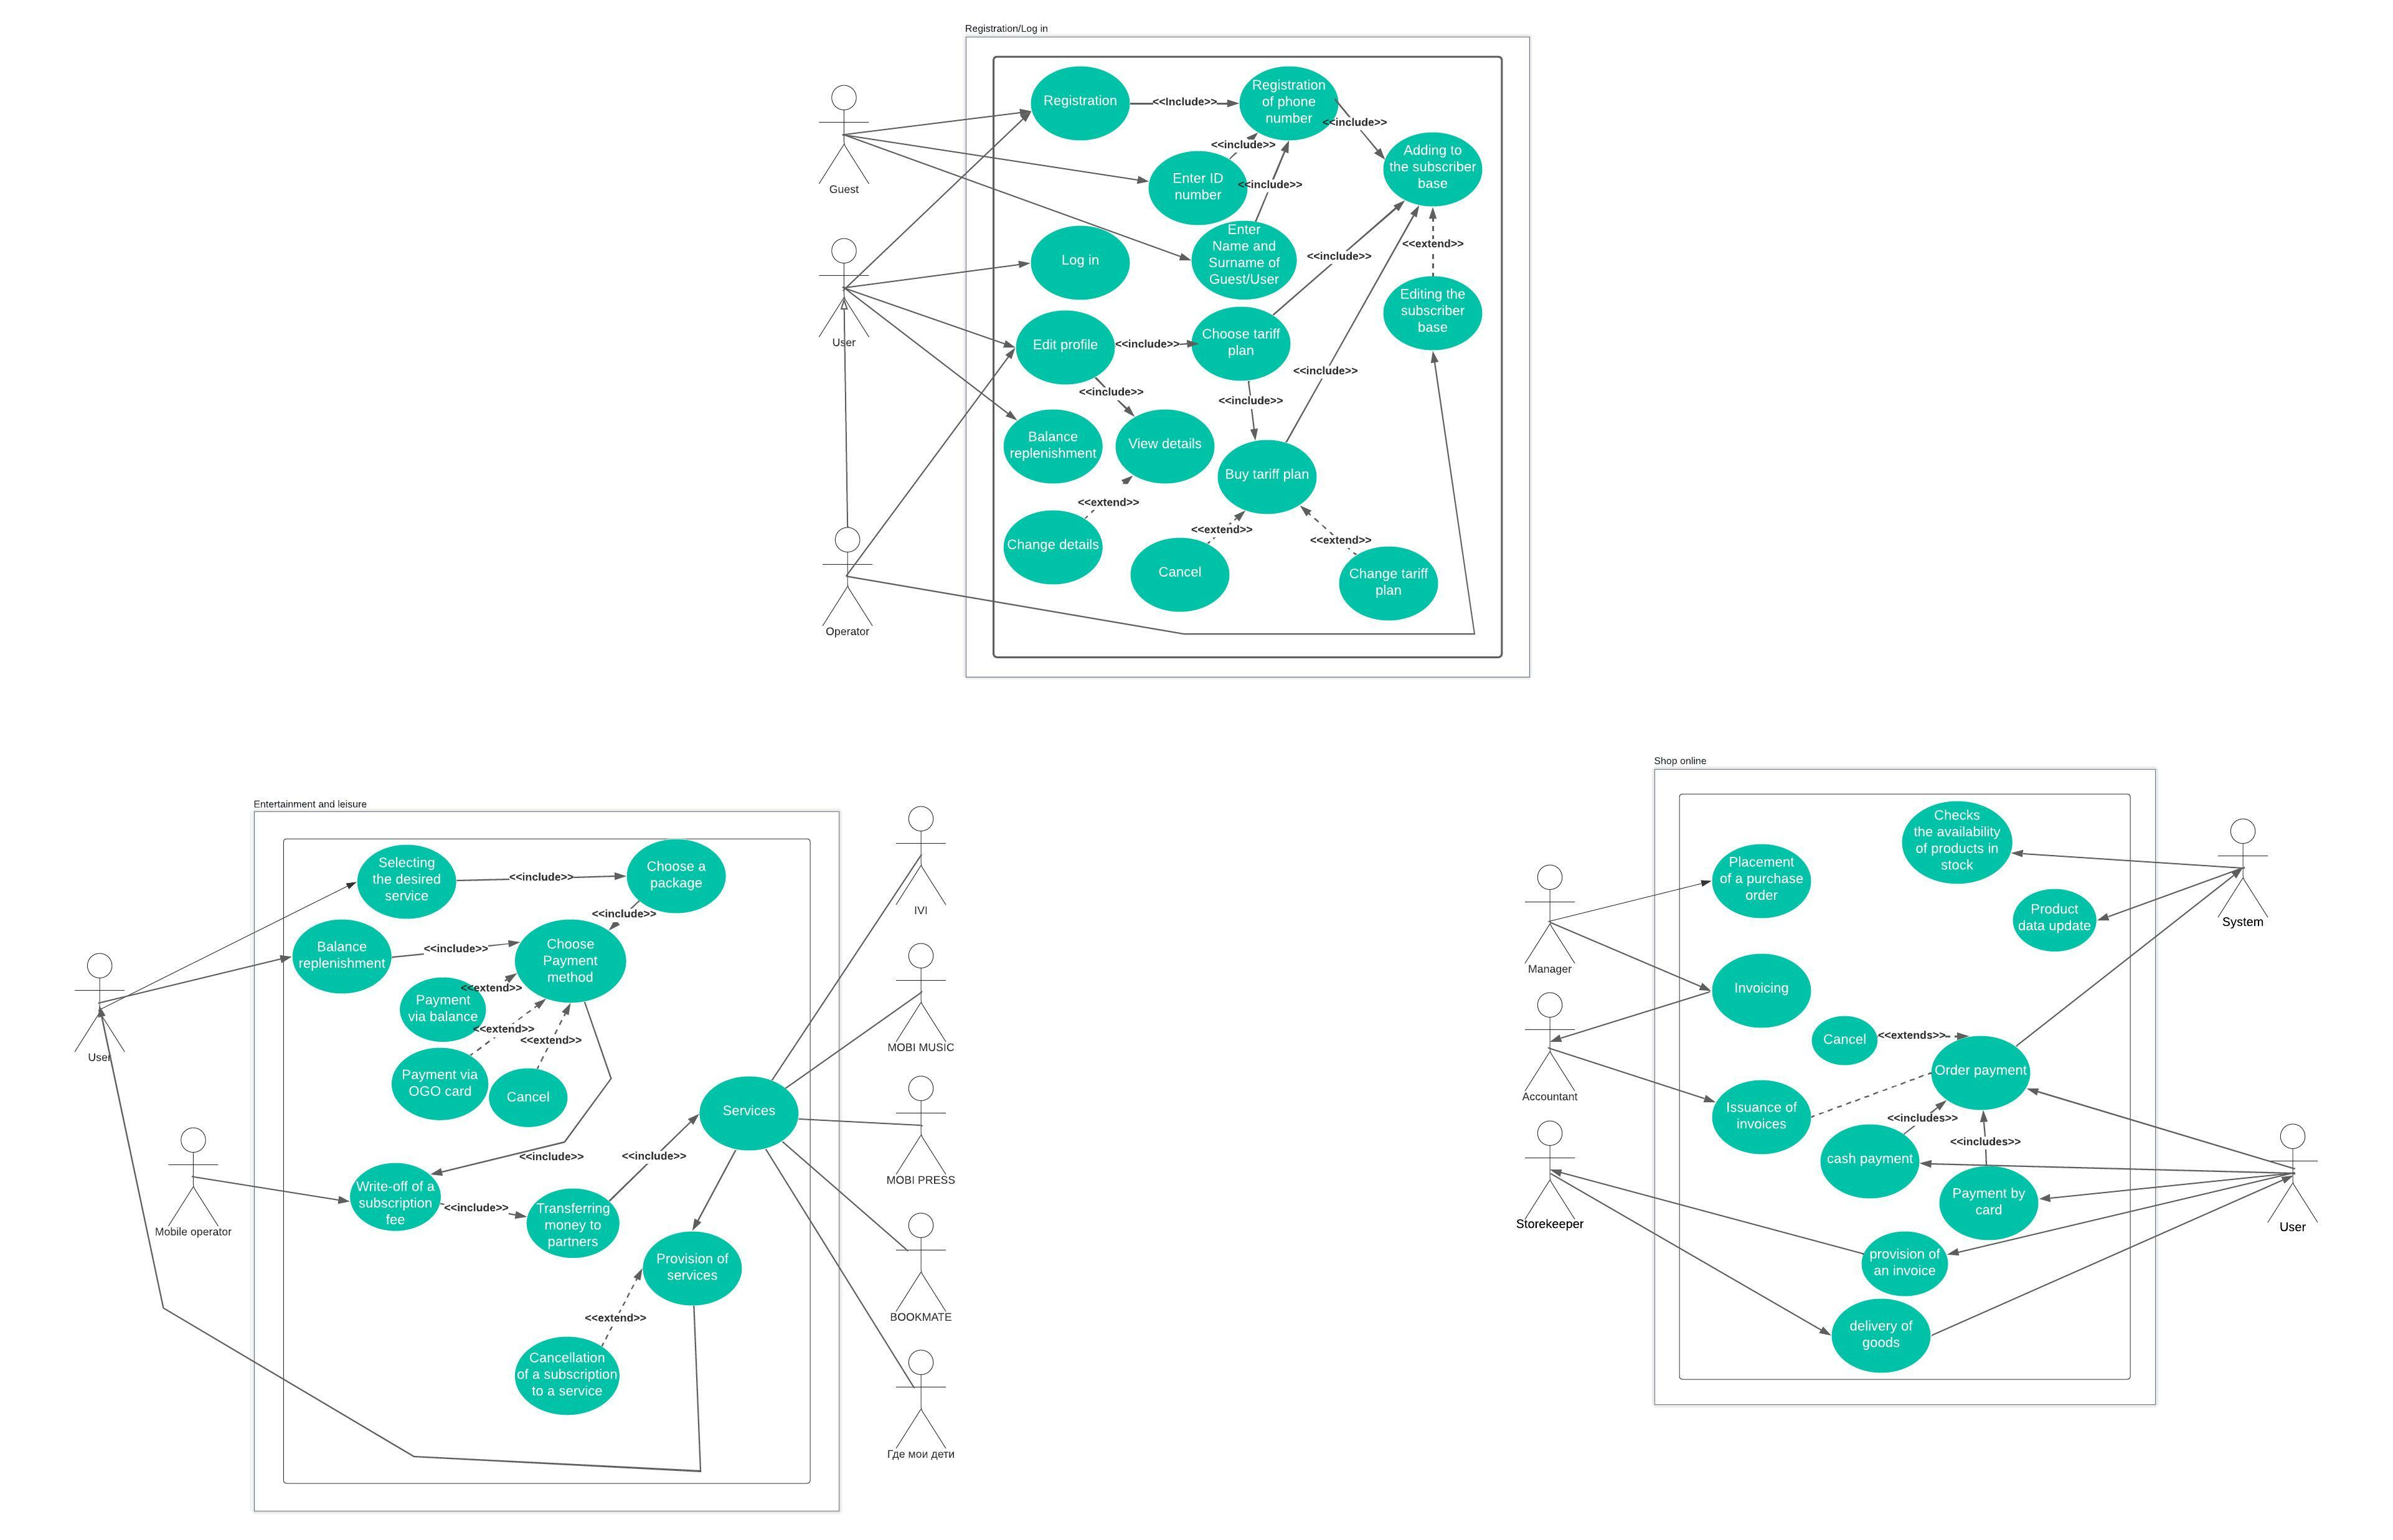 Registration/Log in
Registration
<<Include>>
Registration
of phone
number
<<include>>
Guest
Enter ID
number
<<include>>
<<include>>
Adding to
the subscriber
base
Enter
Name and
Surname of
Guest/User
Log in
<<include>>
<<extend>>
User
Edit profile
<<include>>
Choose tariff
plan
Editing the
subscriber
base
<<include>>
<<include>>
<<include>>
Balance
replenishment
View details
Buy tariff plan
<<extend>>
<<extend>>
<<extend>>
Change details
Cancel
Change tariff
plan
Operator
Entertainment and leisure
Selecting
the desired
service
<<include>>
Choose a
package
<<include>>
Balance
replenishment
<<include>>
Choose
Payment
method
<<extend>>
Payment
via balance
<<extend>>
<<extend>>
User
Payment via
OGO card
Cancel
Services
<<include>>
<<include>>
Mobile operator
Write-off of a
subscription
fee
<<include>>
Transferring
money to
partners
Provision of
services
<<extend>>
Cancellation
of a subscription
to a service
IVI
MOBI MUSIC
MOBI PRESS
BOOKMATE
Где мои дети
Shop online
Checks
the availability
of products in
stock
Placement
of a purchase
order
Product
data update
System
Manager
Invoicing
Cancel
<<extends>>
Order payment
Accountant
Issuance of
invoices
<<includes>>
<<includes>>
cash payment
Payment by
card
Storekeeper
User
provision of
an invoice
delivery of
goods